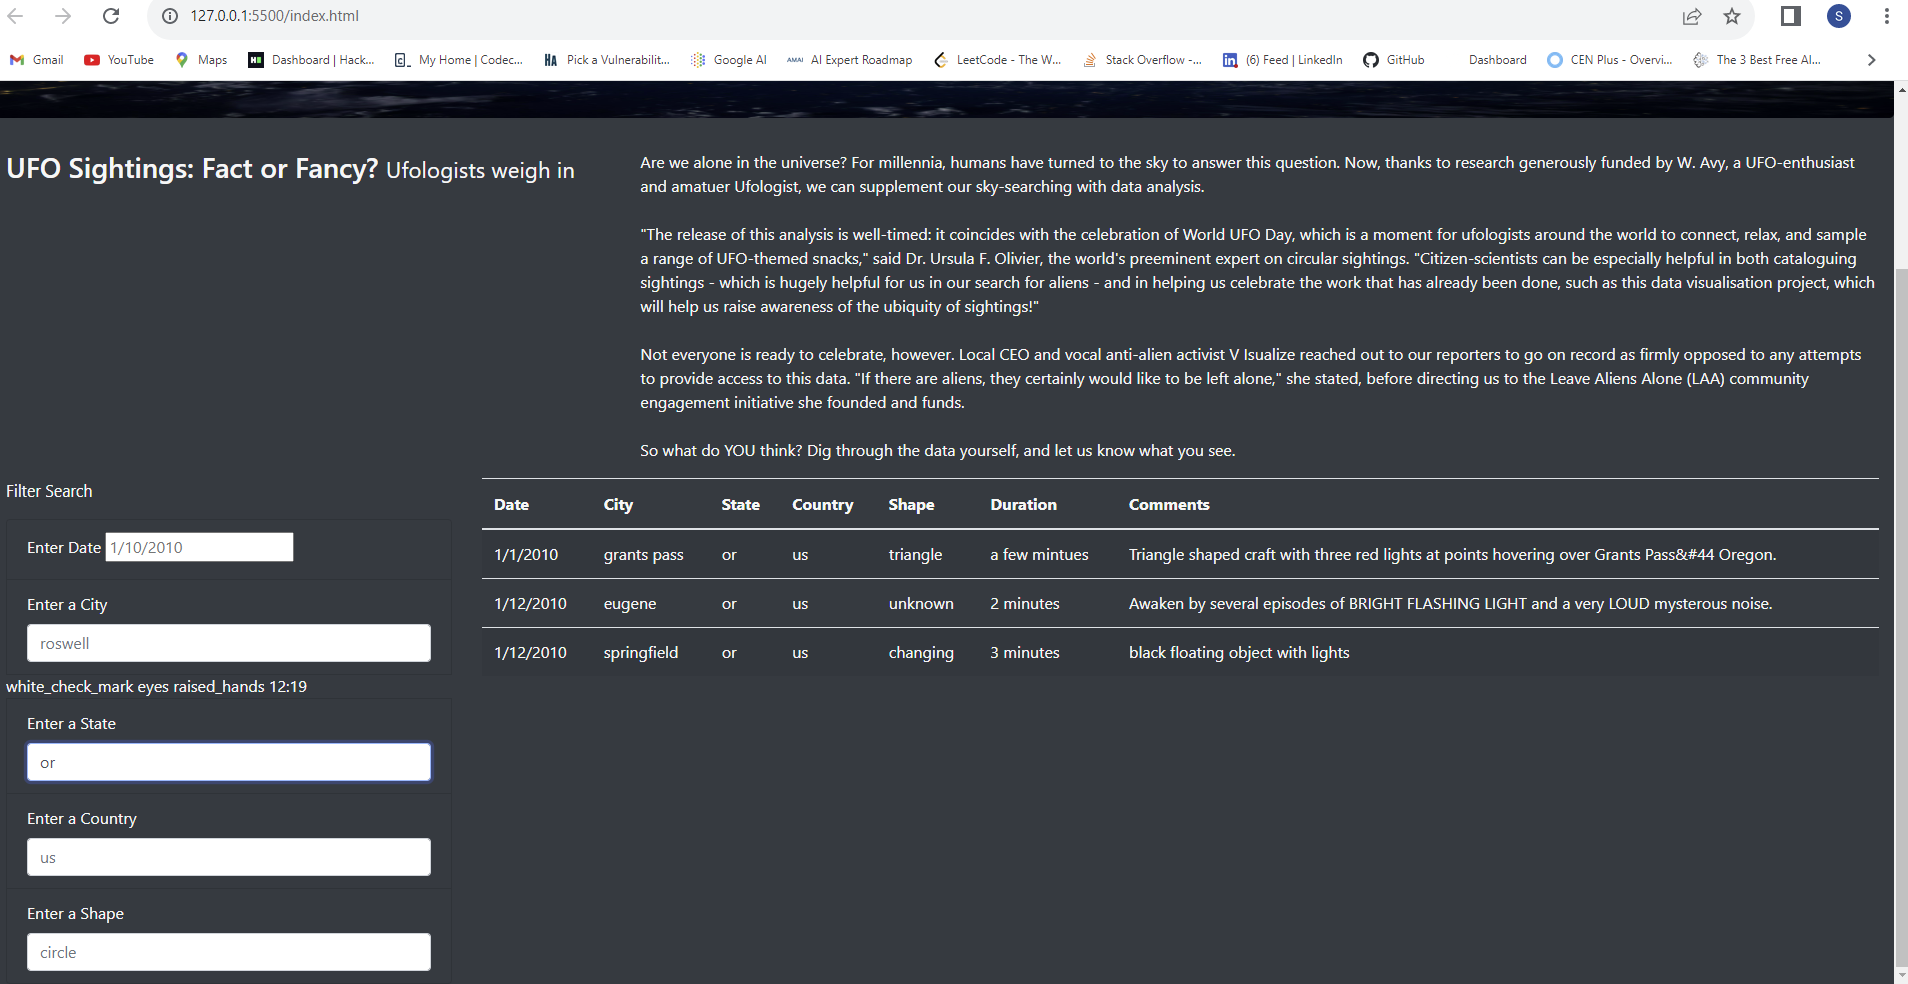 127.0.0.1:5500/index.html
S
Gmail YouTube Maps Dashboard | Hack... My Home | Codec... Pick a Vulnerabilit... Google AI AMAI AI Expert Roadmap LeetCode - The W... Stack Overflow -... (6) Feed | LinkedIn GitHub Dashboard CEN Plus - Overvi... The 3 Best Free AI...
UFO Sightings: Fact or Fancy? Ufologists weigh in
Are we alone in the universe? For millennia, humans have turned to the sky to answer this question. Now, thanks to research generously funded by W. Avy, a UFO-enthusiast
and amatuer Ufologist, we can supplement our sky-searching with data analysis.
"The release of this analysis is well-timed: it coincides with the celebration of World UFO Day, which is a moment for ufologists around the world to connect, relax, and sample
a range of UFO-themed snacks," said Dr. Ursula F. Olivier, the world's preeminent expert on circular sightings. "Citizen-scientists can be especially helpful in both cataloguing
sightings - which is hugely helpful for us in our search for aliens - and in helping us celebrate the work that has already been done, such as this data visualisation project, which
will help us raise awareness of the ubiquity of sightings!"
Not everyone is ready to celebrate, however. Local CEO and vocal anti-alien activist V Isualize reached out to our reporters to go on record as firmly opposed to any attempts
to provide access to this data. "If there are aliens, they certainly would like to be left alone," she stated, before directing us to the Leave Aliens Alone (LAA) community
engagement initiative she founded and funds.
So what do YOU think? Dig through the data yourself, and let us know what you see.
Filter Search
Enter Date 1/10/2010
Enter a City
roswell
white_check_mark eyes raised_hands 12:19
Enter a State
or
Enter a Country
us
Enter a Shape
circle
Date City State Country Shape Duration Comments
1/1/2010 grants pass or us triangle a few mintues Triangle shaped craft with three red lights at points hovering over Grants Pass&#44 Oregon.
1/12/2010 eugene or us unknown 2 minutes Awaken by several episodes of BRIGHT FLASHING LIGHT and a very LOUD mysterous noise.
1/12/2010 springfield or us changing 3 minutes black floating object with lights